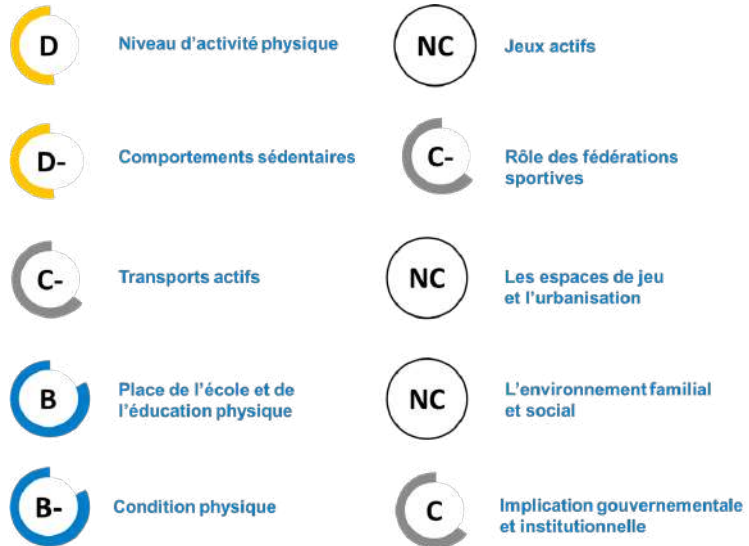 D
Niveau d'activité physique
NC
Jeux actifs
D-
Comportements sédentaires
C-
Rôle des fédérations
sportives
C-
Transports actifs
NC
Les espaces de jeu
et l'urbanisation
B
Place de l'école et de
l'éducation physique
NC
L'environnement familial
et social
B-
Condition physique
C
Implication gouvernementale
et institutionnelle